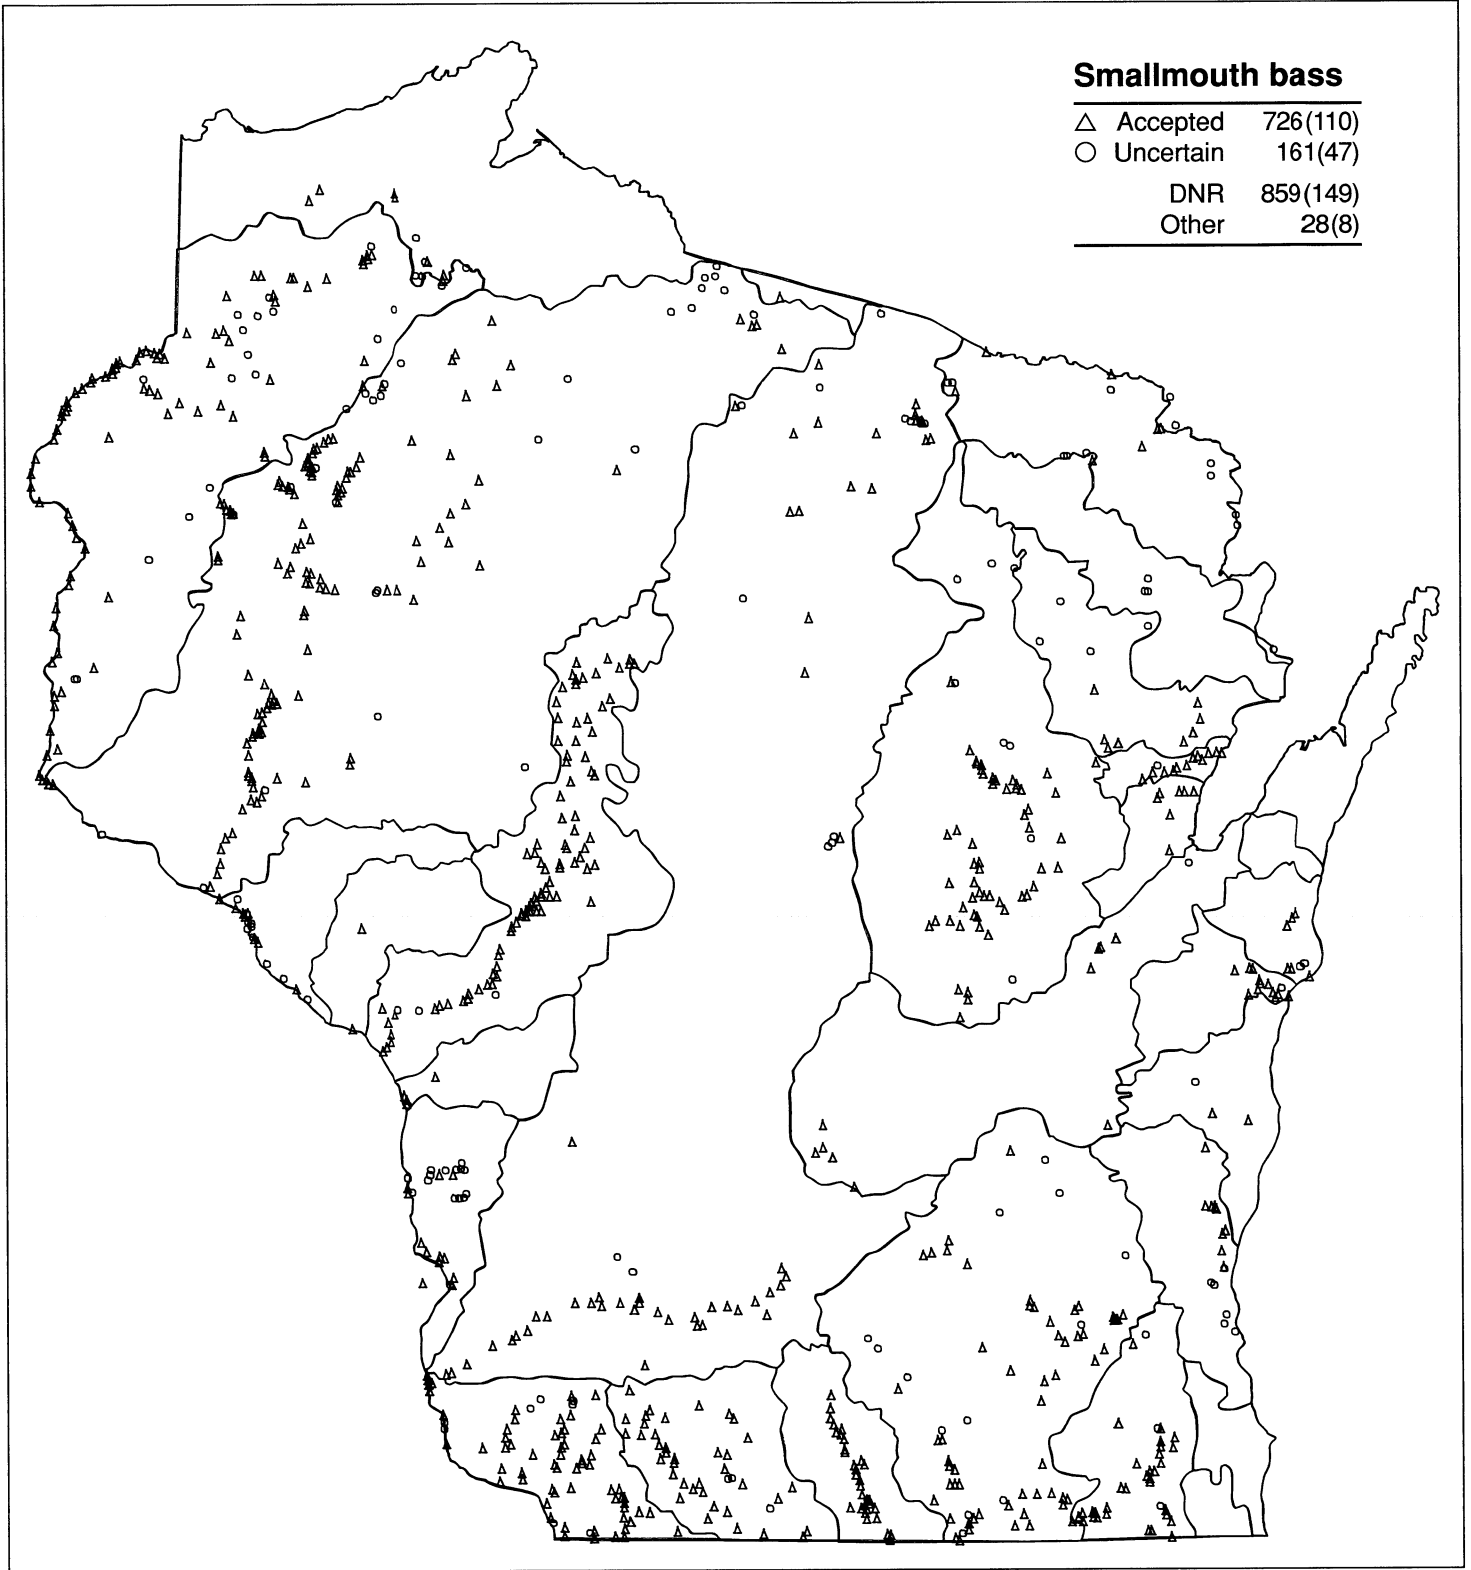 Smallmouth bass
△ Accepted 726(110)
○ Uncertain 161(47)
DNR 859(149)
Other 28(8)